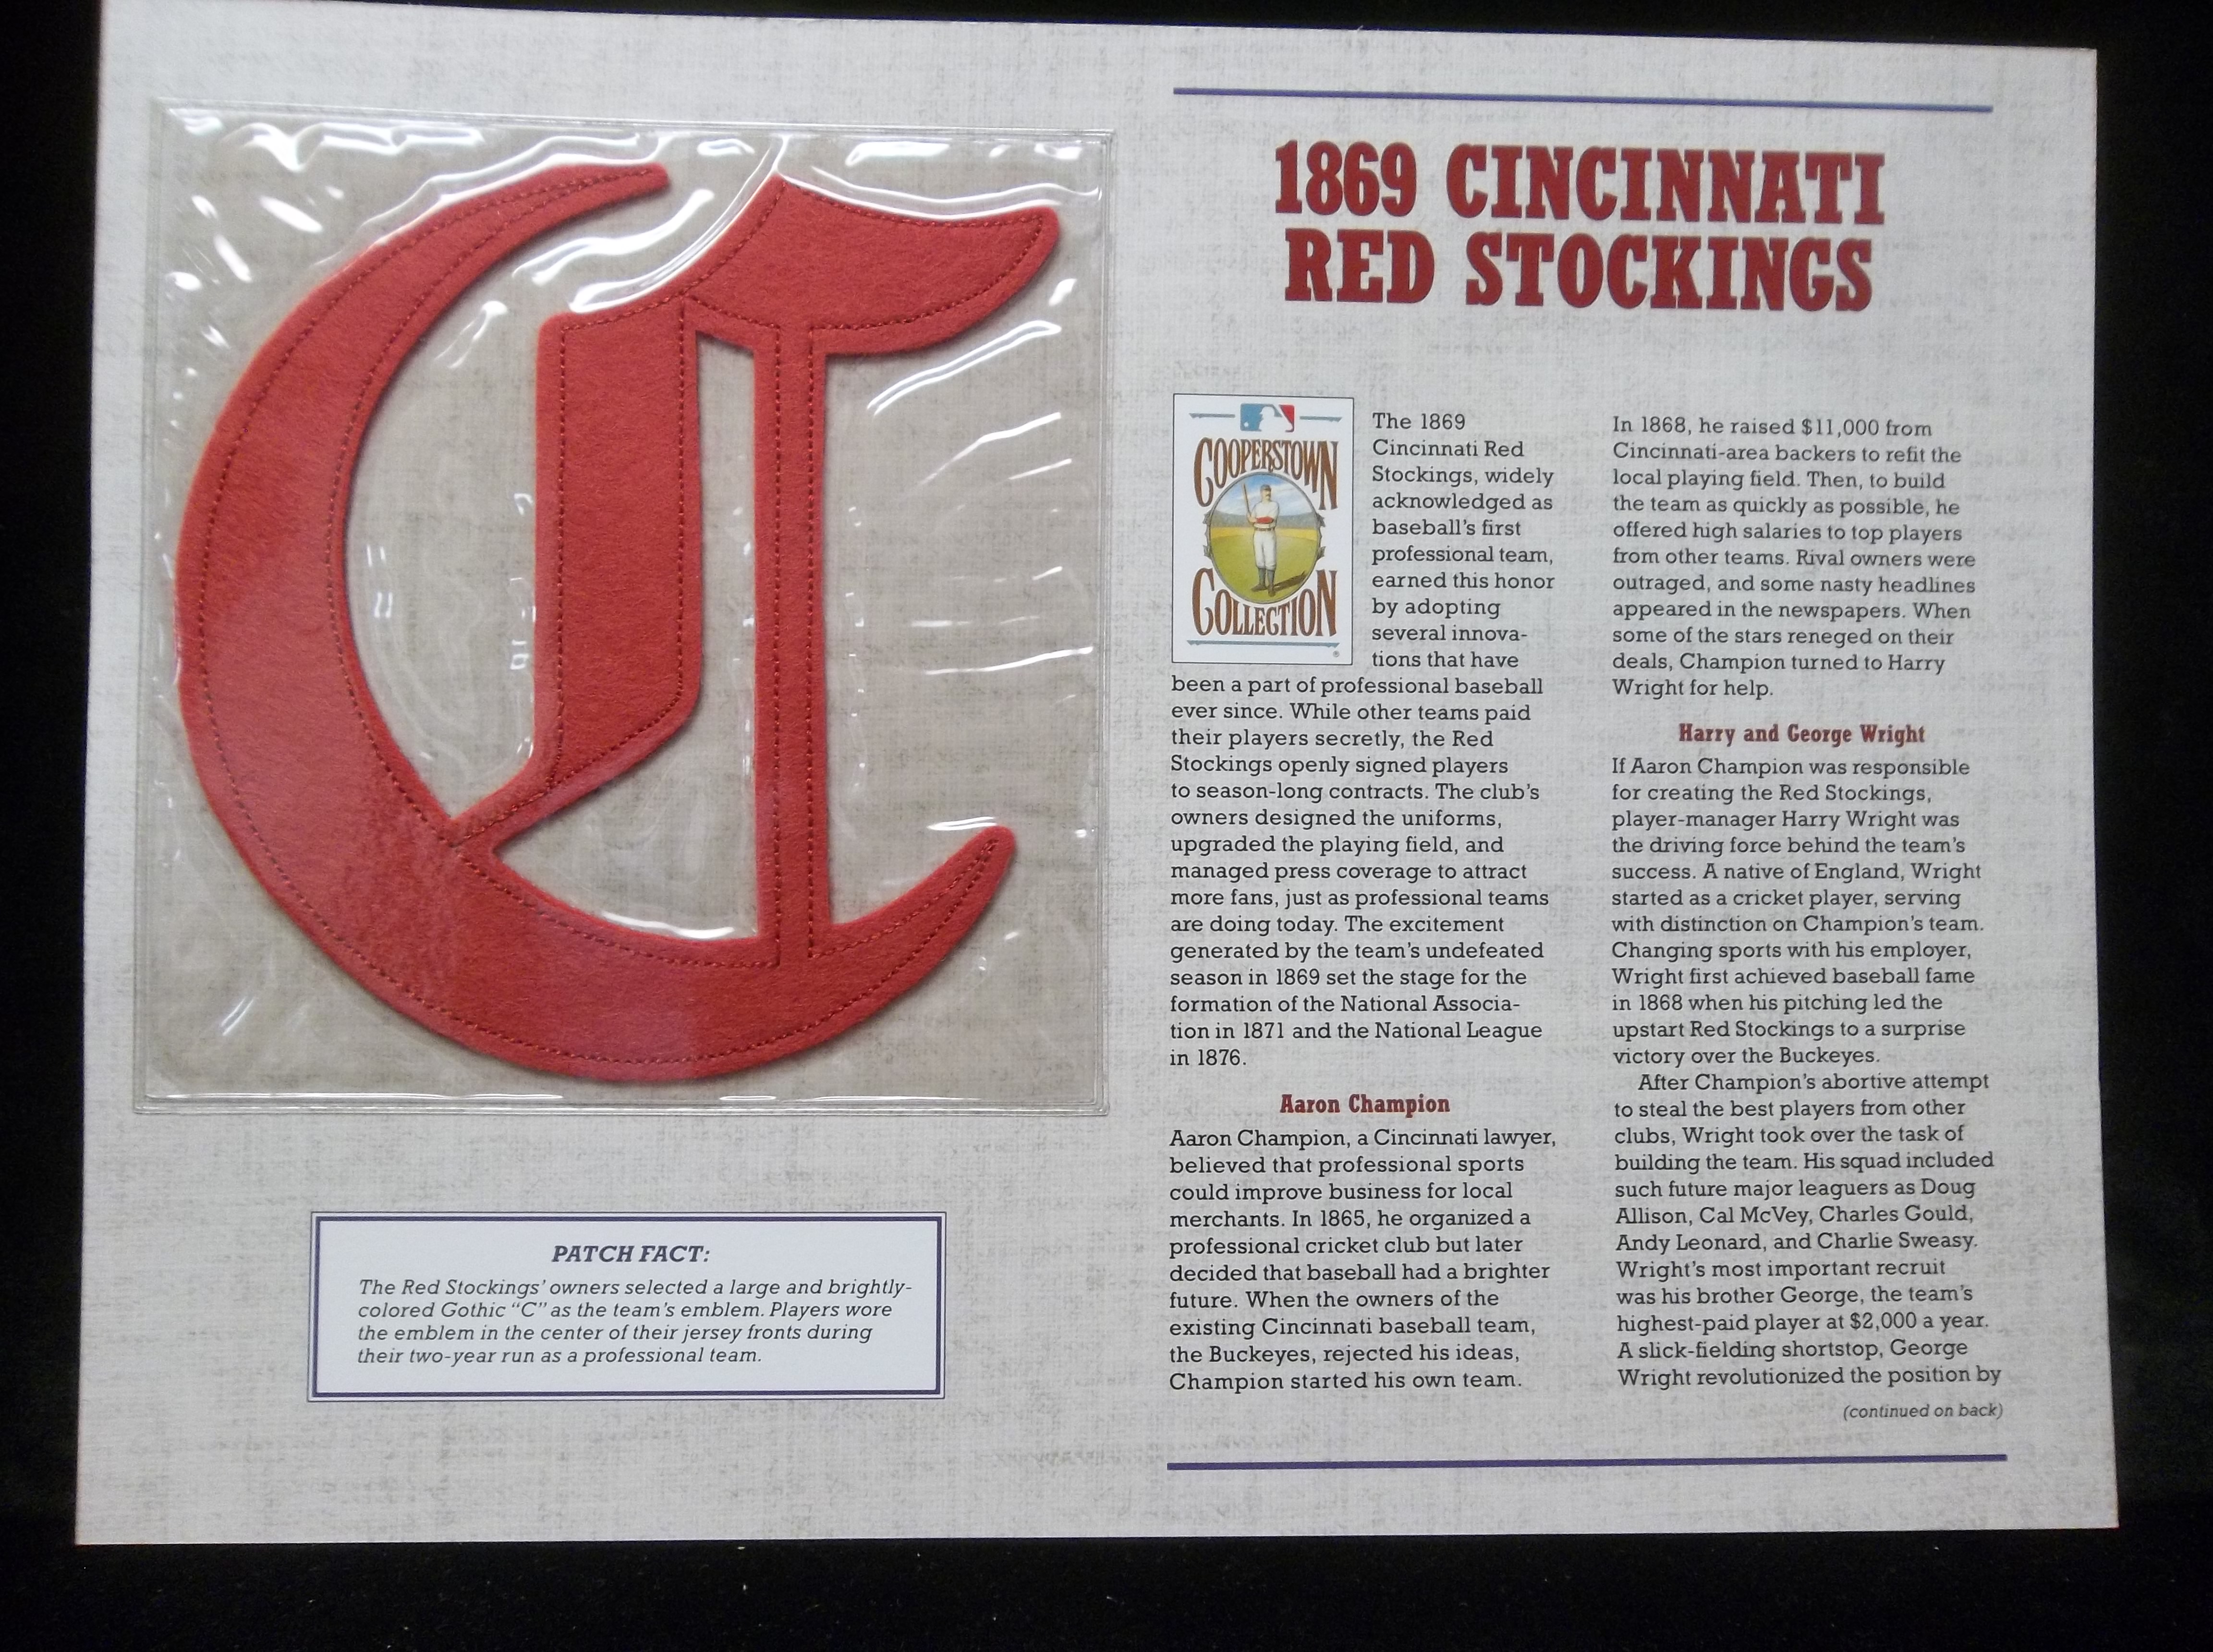 C
PATCH FACT:
The Red Stockings' owners selected a large and brightly-
colored Gothic "C" as the team's emblem. Players wore
the emblem in the center of their jersey fronts during
their two-year run as a professional team.
1869 CINCINNATI
RED STOCKINGS
COOPERSTOWN
COLLECTION
®
The 1869
Cincinnati Red
Stockings, widely
acknowledged as
baseball's first
professional team,
earned this honor
by adopting
several innova-
tions that have
been a part of professional baseball
ever since. While other teams paid
their players secretly, the Red
Stockings openly signed players
to season-long contracts. The club's
owners designed the uniforms,
upgraded the playing field, and
managed press coverage to attract
more fans, just as professional teams
are doing today. The excitement
generated by the team's undefeated
season in 1869 set the stage for the
formation of the National Associa-
tion in 1871 and the National League
in 1876.
Aaron Champion
Aaron Champion, a Cincinnati lawyer,
believed that professional sports
could improve business for local
merchants. In 1865, he organized a
professional cricket club but later
decided that baseball had a brighter
future. When the owners of the
existing Cincinnati baseball team,
the Buckeyes, rejected his ideas,
Champion started his own team.
In 1868, he raised $11,000 from
Cincinnati-area backers to refit the
local playing field. Then, to build
the team as quickly as possible, he
offered high salaries to top players
from other teams. Rival owners were
outraged, and some nasty headlines
appeared in the newspapers. When
some of the stars reneged on their
deals, Champion turned to Harry
Wright for help.
Harry and George Wright
If Aaron Champion was responsible
for creating the Red Stockings,
player-manager Harry Wright was
the driving force behind the team's
success. A native of England, Wright
started as a cricket player, serving
with distinction on Champion's team.
Changing sports with his employer,
Wright first achieved baseball fame
in 1868 when his pitching led the
upstart Red Stockings to a surprise
victory over the Buckeyes.
After Champion's abortive attempt
to steal the best players from other
clubs, Wright took over the task of
building the team. His squad included
such future major leaguers as Doug
Allison, Cal McVey, Charles Gould,
Andy Leonard, and Charlie Sweasy.
Wright's most important recruit
was his brother George, the team's
highest-paid player at $2,000 a year.
A slick-fielding shortstop, George
Wright revolutionized the position by
(continued on back)